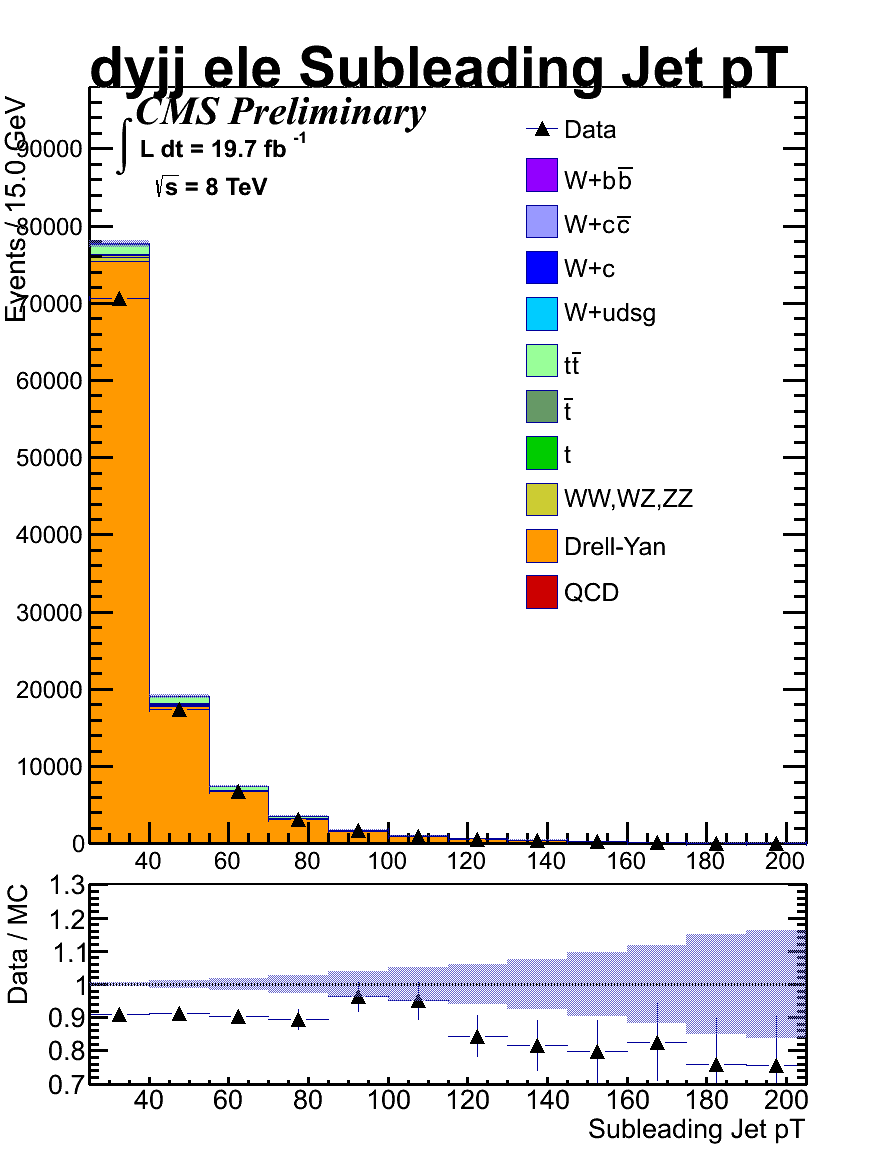 dyjj ele Subleading Jet pT
CMS Preliminary
∫ L dt = 19.7 fb -1
√s = 8 TeV
Events / 15.0 GeV
90000
80000
70000
60000
50000
40000
30000
20000
10000
0
Data
W+bb̅
W+cc̅
W+c
W+udsg
tt̅
t̅
t
WW,WZ,ZZ
Drell-Yan
QCD
40 60 80 100 120 140 160 180 200
Data / MC
1.3
1.2
1.1
1
0.9
0.8
0.7
40 60 80 100 120 140 160 180 200
Subleading Jet pT